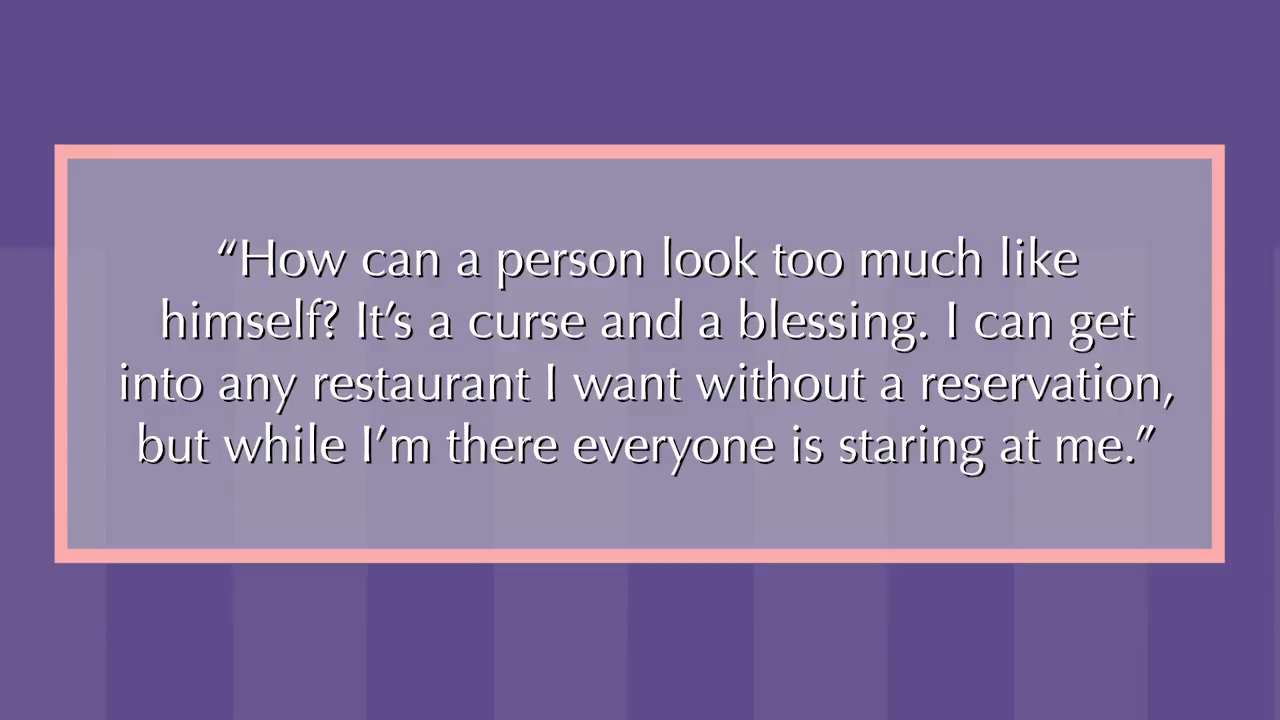 “How can a person look too much like
himself? It’s a curse and a blessing. I can get
into any restaurant I want without a reservation,
but while I’m there everyone is staring at me.”